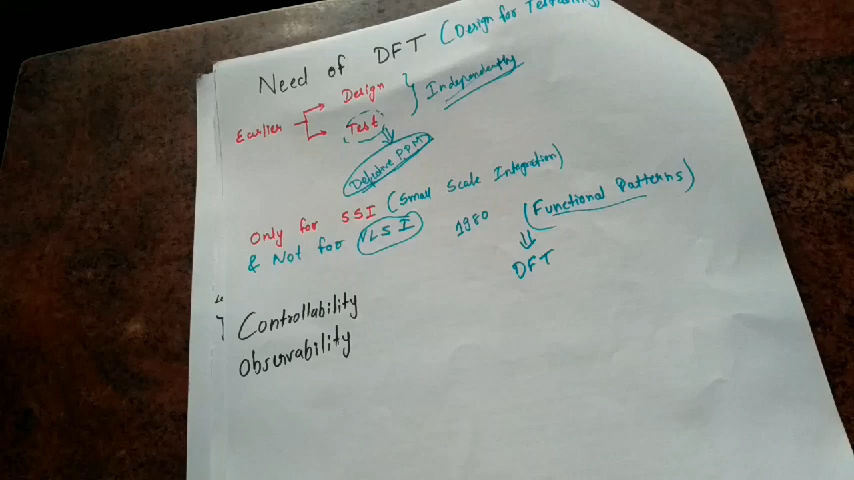 Need of DFT (Design for Testability)
Earlier Design
Test
} Independently
Defective PPM
Only for SSI (Small Scale Integration)
& Not for VLSI 1980 (Functional Patterns)
DFT
Controllability
Observability